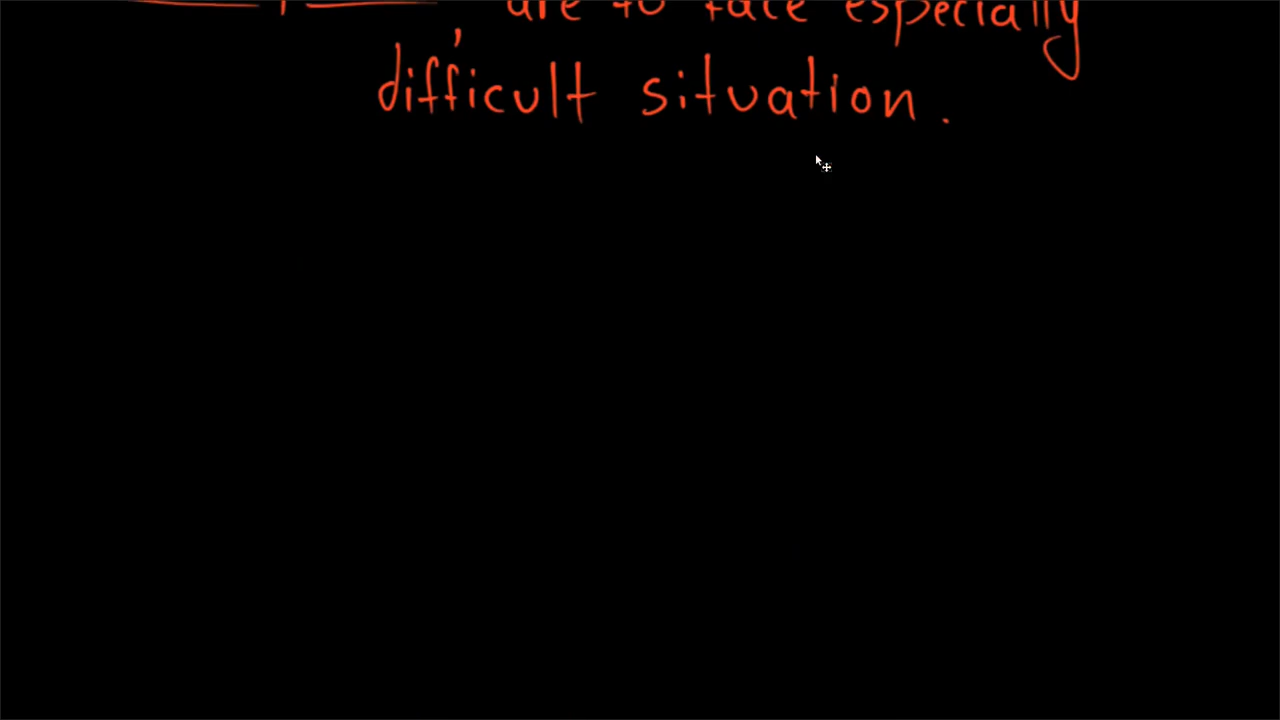 are to face especially
difficult situation.